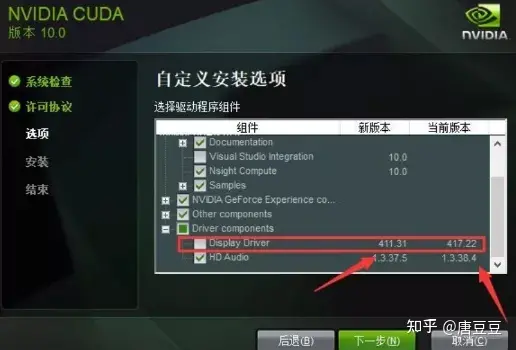 NVIDIA CUDA
版本 10.0
NVIDIA
系统检查
许可协议
选项
安装
结束
自定义安装选项
选择驱动程序组件
组件 新版本 当前版本
Documentation
Visual Studio Integration 10.0
Nsight Compute 10.0
Samples
NVIDIA GeForce Experience co...
Other components
Driver components
Display Driver 411.31 417.22
HD Audio 1.3.37.5 1.3.38.4
后退(B) 下一步(N) 取消(C)
知乎 @唐豆豆